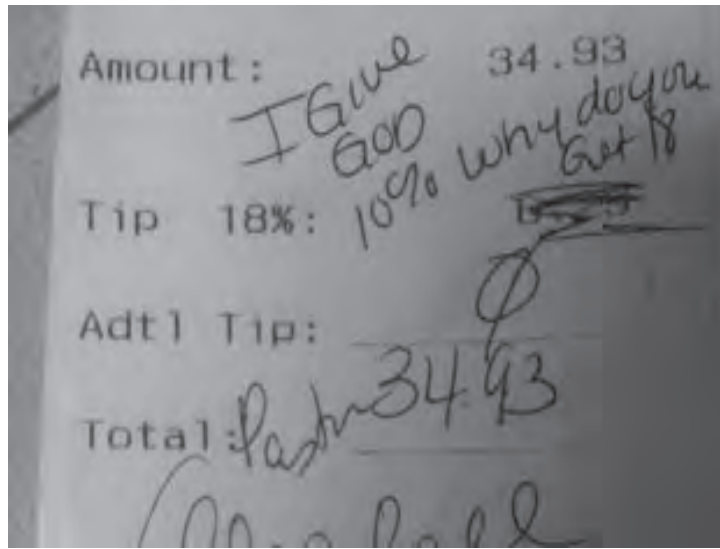 Amount: 34.93
I Give
GOD
10% Why do you
Get 18
Tip 18%:
Adtl Tip:
Total: Pastor 34.93